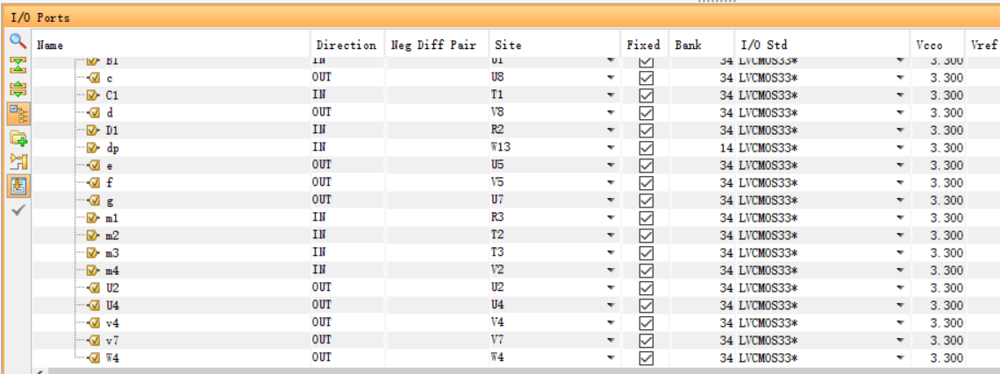 I/O Ports
Name Direction Neg Diff Pair Site Fixed Bank I/O Std Vcco Vref
B1 IN U1 34 LVCMOS33* 3.300
c OUT U8 34 LVCMOS33* 3.300
C1 IN T1 34 LVCMOS33* 3.300
d OUT V8 34 LVCMOS33* 3.300
D1 IN R2 34 LVCMOS33* 3.300
dp IN W13 14 LVCMOS33* 3.300
e OUT U5 34 LVCMOS33* 3.300
f OUT V5 34 LVCMOS33* 3.300
g OUT U7 34 LVCMOS33* 3.300
m1 IN R3 34 LVCMOS33* 3.300
m2 IN T2 34 LVCMOS33* 3.300
m3 IN T3 34 LVCMOS33* 3.300
m4 IN V2 34 LVCMOS33* 3.300
U2 OUT U2 34 LVCMOS33* 3.300
U4 OUT U4 34 LVCMOS33* 3.300
v4 OUT V4 34 LVCMOS33* 3.300
v7 OUT V7 34 LVCMOS33* 3.300
W4 OUT W4 34 LVCMOS33* 3.300